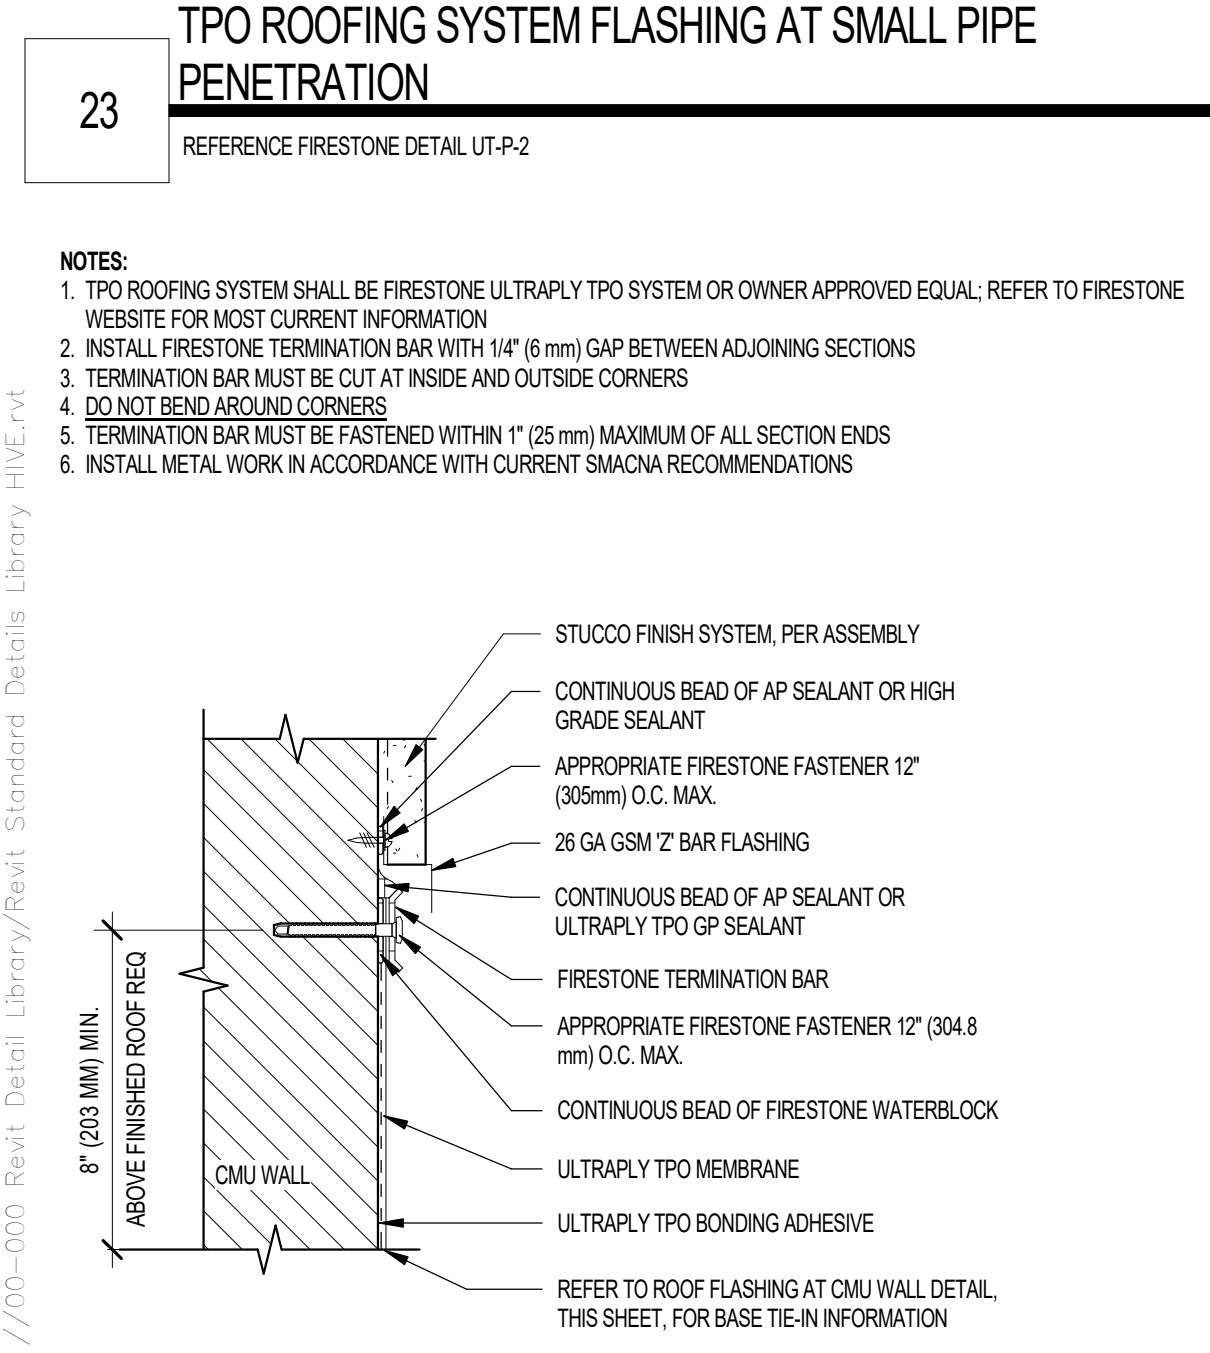 TPO ROOFING SYSTEM FLASHING AT SMALL PIPE
PENETRATION
23
REFERENCE FIRESTONE DETAIL UT-P-2
NOTES:
1. TPO ROOFING SYSTEM SHALL BE FIRESTONE ULTRAPLY TPO SYSTEM OR OWNER APPROVED EQUAL; REFER TO FIRESTONE
WEBSITE FOR MOST CURRENT INFORMATION
2. INSTALL FIRESTONE TERMINATION BAR WITH 1/4" (6 mm) GAP BETWEEN ADJOINING SECTIONS
3. TERMINATION BAR MUST BE CUT AT INSIDE AND OUTSIDE CORNERS
4. DO NOT BEND AROUND CORNERS
5. TERMINATION BAR MUST BE FASTENED WITHIN 1" (25 mm) MAXIMUM OF ALL SECTION ENDS
6. INSTALL METAL WORK IN ACCORDANCE WITH CURRENT SMACNA RECOMMENDATIONS
//00-000 Revit Detail Library/Revit Standard Details Library HIVE.rvt
STUCCO FINISH SYSTEM, PER ASSEMBLY
CONTINUOUS BEAD OF AP SEALANT OR HIGH
GRADE SEALANT
APPROPRIATE FIRESTONE FASTENER 12"
(305mm) O.C. MAX.
26 GA GSM 'Z' BAR FLASHING
CONTINUOUS BEAD OF AP SEALANT OR
ULTRAPLY TPO GP SEALANT
FIRESTONE TERMINATION BAR
APPROPRIATE FIRESTONE FASTENER 12" (304.8
mm) O.C. MAX.
CONTINUOUS BEAD OF FIRESTONE WATERBLOCK
ULTRAPLY TPO MEMBRANE
ULTRAPLY TPO BONDING ADHESIVE
REFER TO ROOF FLASHING AT CMU WALL DETAIL,
THIS SHEET, FOR BASE TIE-IN INFORMATION
8" (203 MM) MIN.
ABOVE FINISHED ROOF REQ
CMU WALL